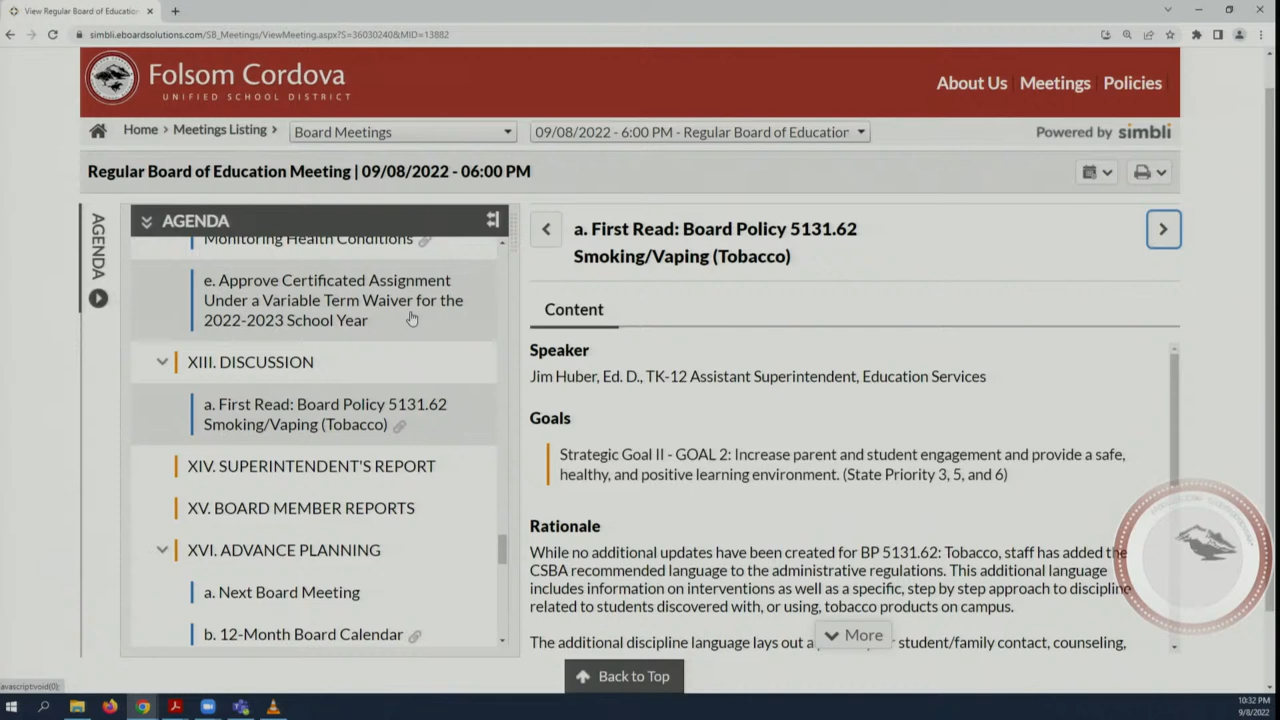 View Regular Board of Education
simbli.eboardsolutions.com/SB_Meetings/ViewMeeting.aspx?S=36030240&MID=13882
Folsom Cordova
UNIFIED SCHOOL DISTRICT
About Us Meetings Policies
Home > Meetings Listing > Board Meetings 09/08/2022 - 6:00 PM - Regular Board of Education Powered by simbli
Regular Board of Education Meeting | 09/08/2022 - 06:00 PM
AGENDA
AGENDA
Monitoring Health Conditions
e. Approve Certificated Assignment
Under a Variable Term Waiver for the
2022-2023 School Year
XIII. DISCUSSION
a. First Read: Board Policy 5131.62
Smoking/Vaping (Tobacco)
XIV. SUPERINTENDENT'S REPORT
XV. BOARD MEMBER REPORTS
XVI. ADVANCE PLANNING
a. Next Board Meeting
b. 12-Month Board Calendar
a. First Read: Board Policy 5131.62
Smoking/Vaping (Tobacco)
Content
Speaker
Jim Huber, Ed. D., TK-12 Assistant Superintendent, Education Services
Goals
Strategic Goal II - GOAL 2: Increase parent and student engagement and provide a safe,
healthy, and positive learning environment. (State Priority 3, 5, and 6)
Rationale
While no additional updates have been created for BP 5131.62: Tobacco, staff has added the
CSBA recommended language to the administrative regulations. This additional language
includes information on interventions as well as a specific, step by step approach to discipline
related to students discovered with, or using, tobacco products on campus.
The additional discipline language lays out a student/family contact, counseling,
More
Back to Top
avascript:void(0);
10:32 PM
9/8/2022